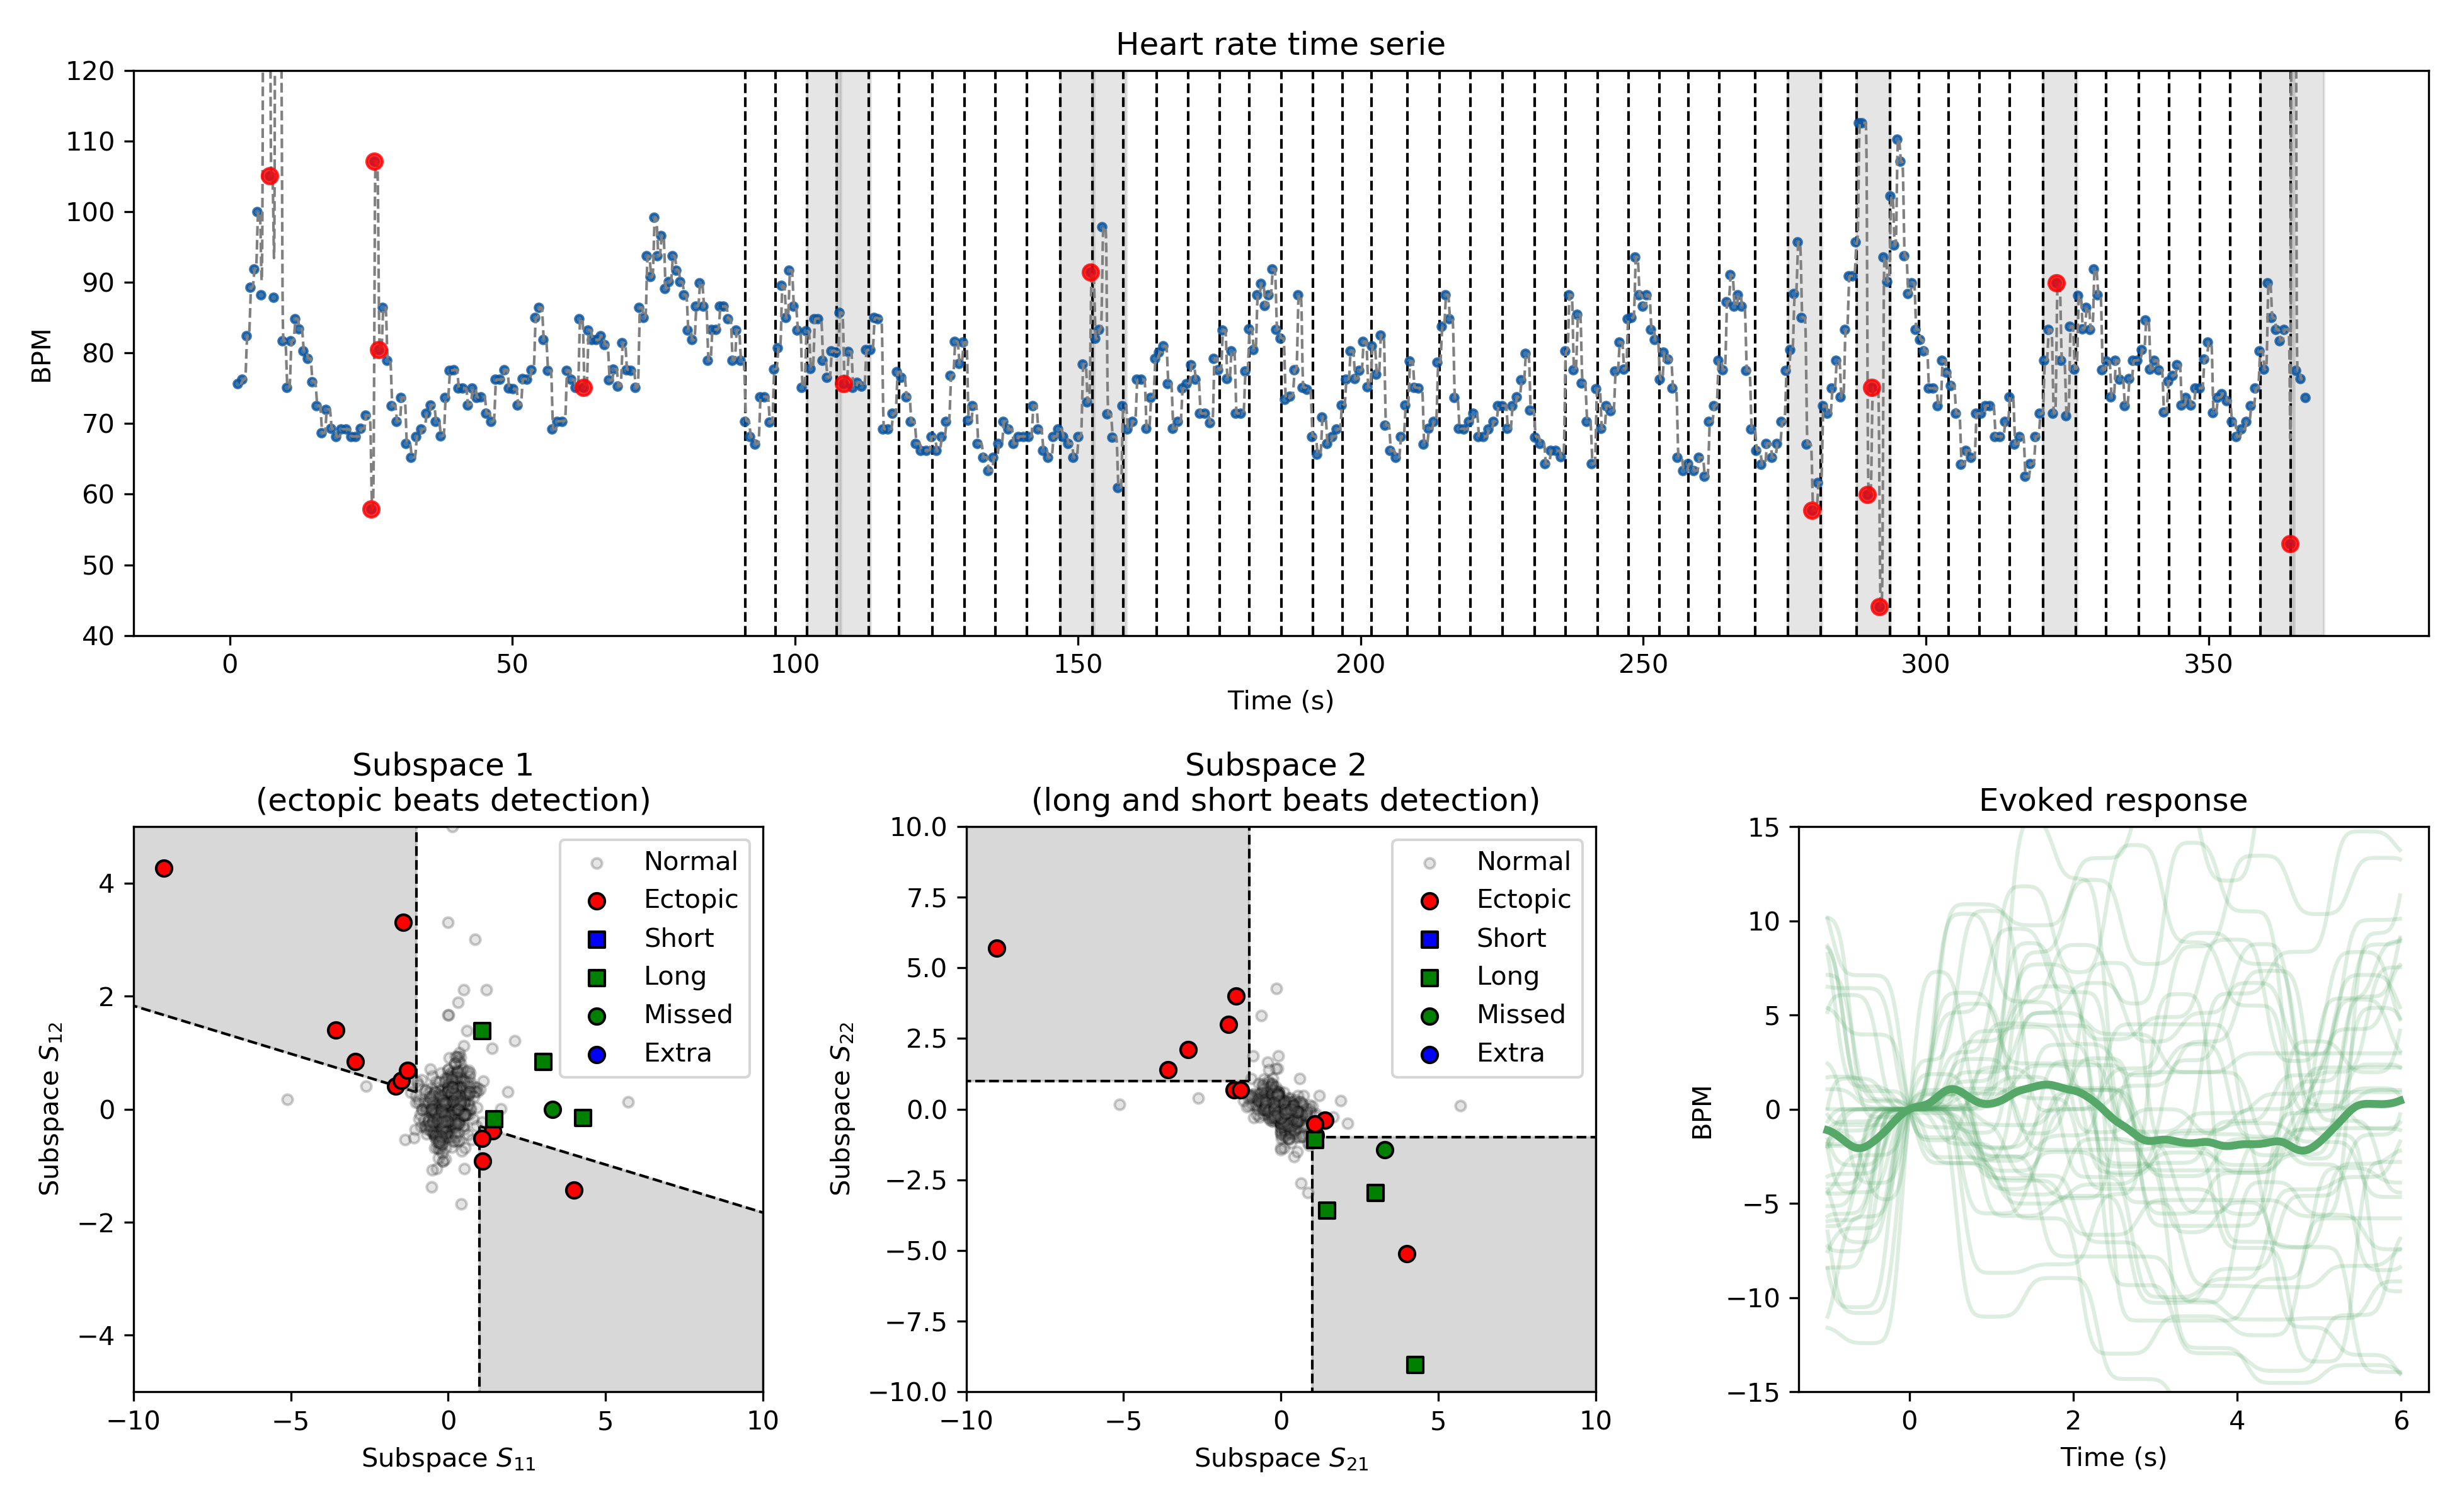 Heart rate time serie
120
110
100
90
80
70
60
50
40
BPM
0 50 100 150 200 250 300 350
Time (s)
Subspace 1
(ectopic beats detection)
4
2
0
−2
−4
Subspace S12
−10 −5 0 5 10
Subspace S11
Normal
Ectopic
Short
Long
Missed
Extra
Subspace 2
(long and short beats detection)
10.0
7.5
5.0
2.5
0.0
−2.5
−5.0
−7.5
−10.0
Subspace S22
−10 −5 0 5 10
Subspace S21
Normal
Ectopic
Short
Long
Missed
Extra
Evoked response
15
10
5
0
−5
−10
−15
BPM
0 2 4 6
Time (s)